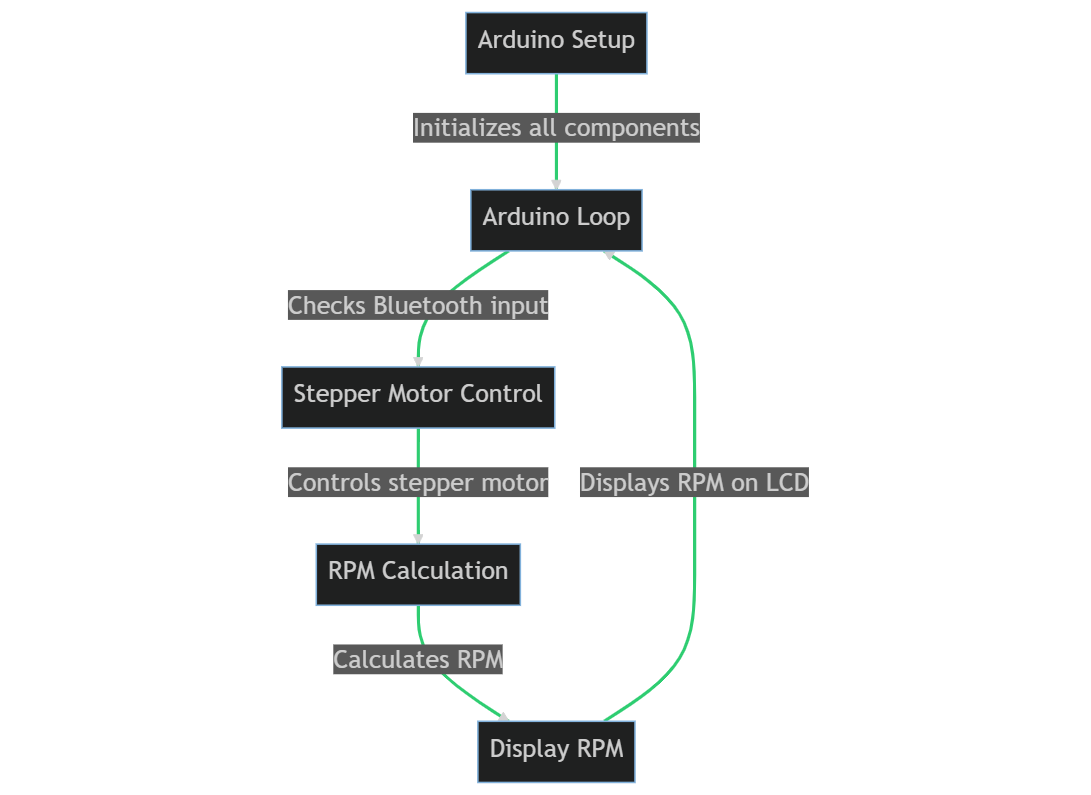 Arduino Setup
Initializes all components
Arduino Loop
Checks Bluetooth input
Stepper Motor Control
Controls stepper motor
Displays RPM on LCD
RPM Calculation
Calculates RPM
Display RPM